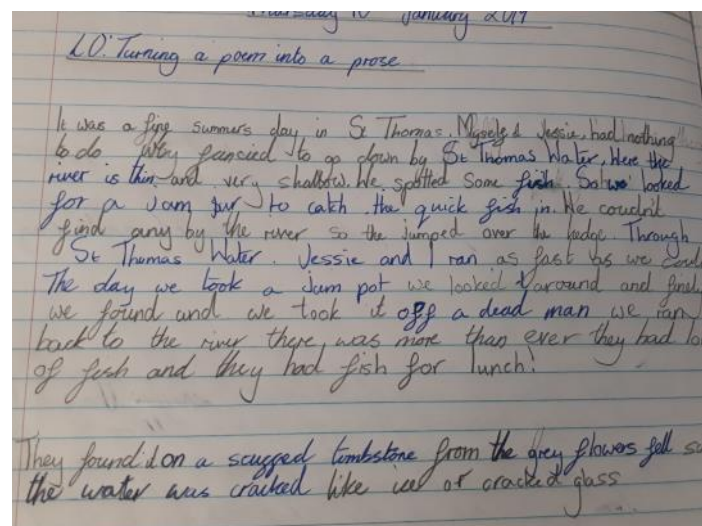 Thursday 10 January 2019
LO: Turning a poem into a prose
It was a fine summers day in St Thomas. Myself & Jessie, had nothing
to do Why fancied to go down by St Thomas Water. Here the
river is thin and very shallow. We spotted some fish. So we looked
for a Jam Jar to catch the quick fish in. We couldn't
find any by the river so the jumped over the hedge. Through
St Thomas Water. Jessie and I ran as fast as we could
The day we took a Jam pot we looked around and
we found and we took it off a dead man we ran
back to the river there, was more than ever they had
of fish and they had fish for lunch!
They found it on a scugged tombstone from the grey flowers fell
the water was cracked like ice or cracked glass